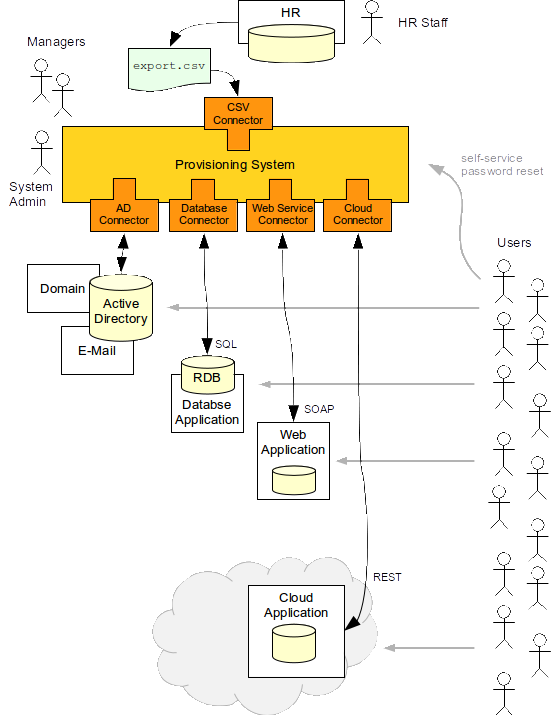 HR
HR Staff
Managers
export.csv
CSV
Connector
Provisioning System
System
Admin
self-service
password reset
AD
Connector
Database
Connector
Web Service
Connector
Cloud
Connector
Users
Domain
Active
Directory
E-Mail
SQL
RDB
Databse
Application
SOAP
Web
Application
REST
Cloud
Application